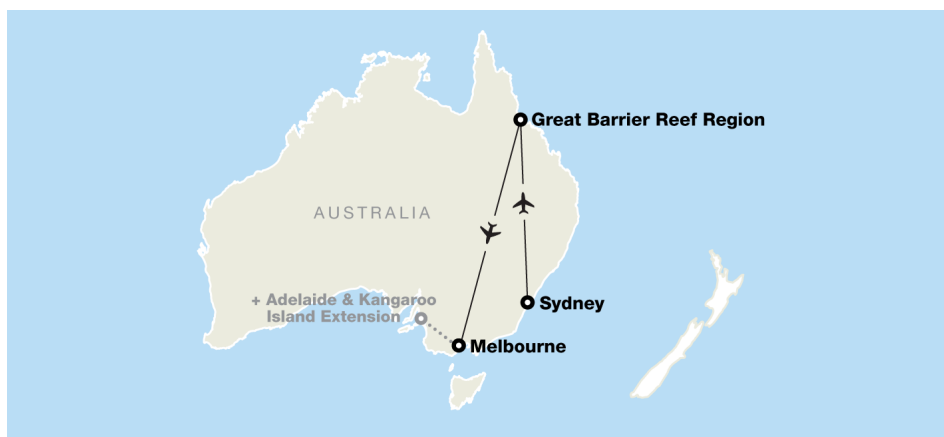 Great Barrier Reef Region
AUSTRALIA
+ Adelaide & Kangaroo
Island Extension
Sydney
Melbourne